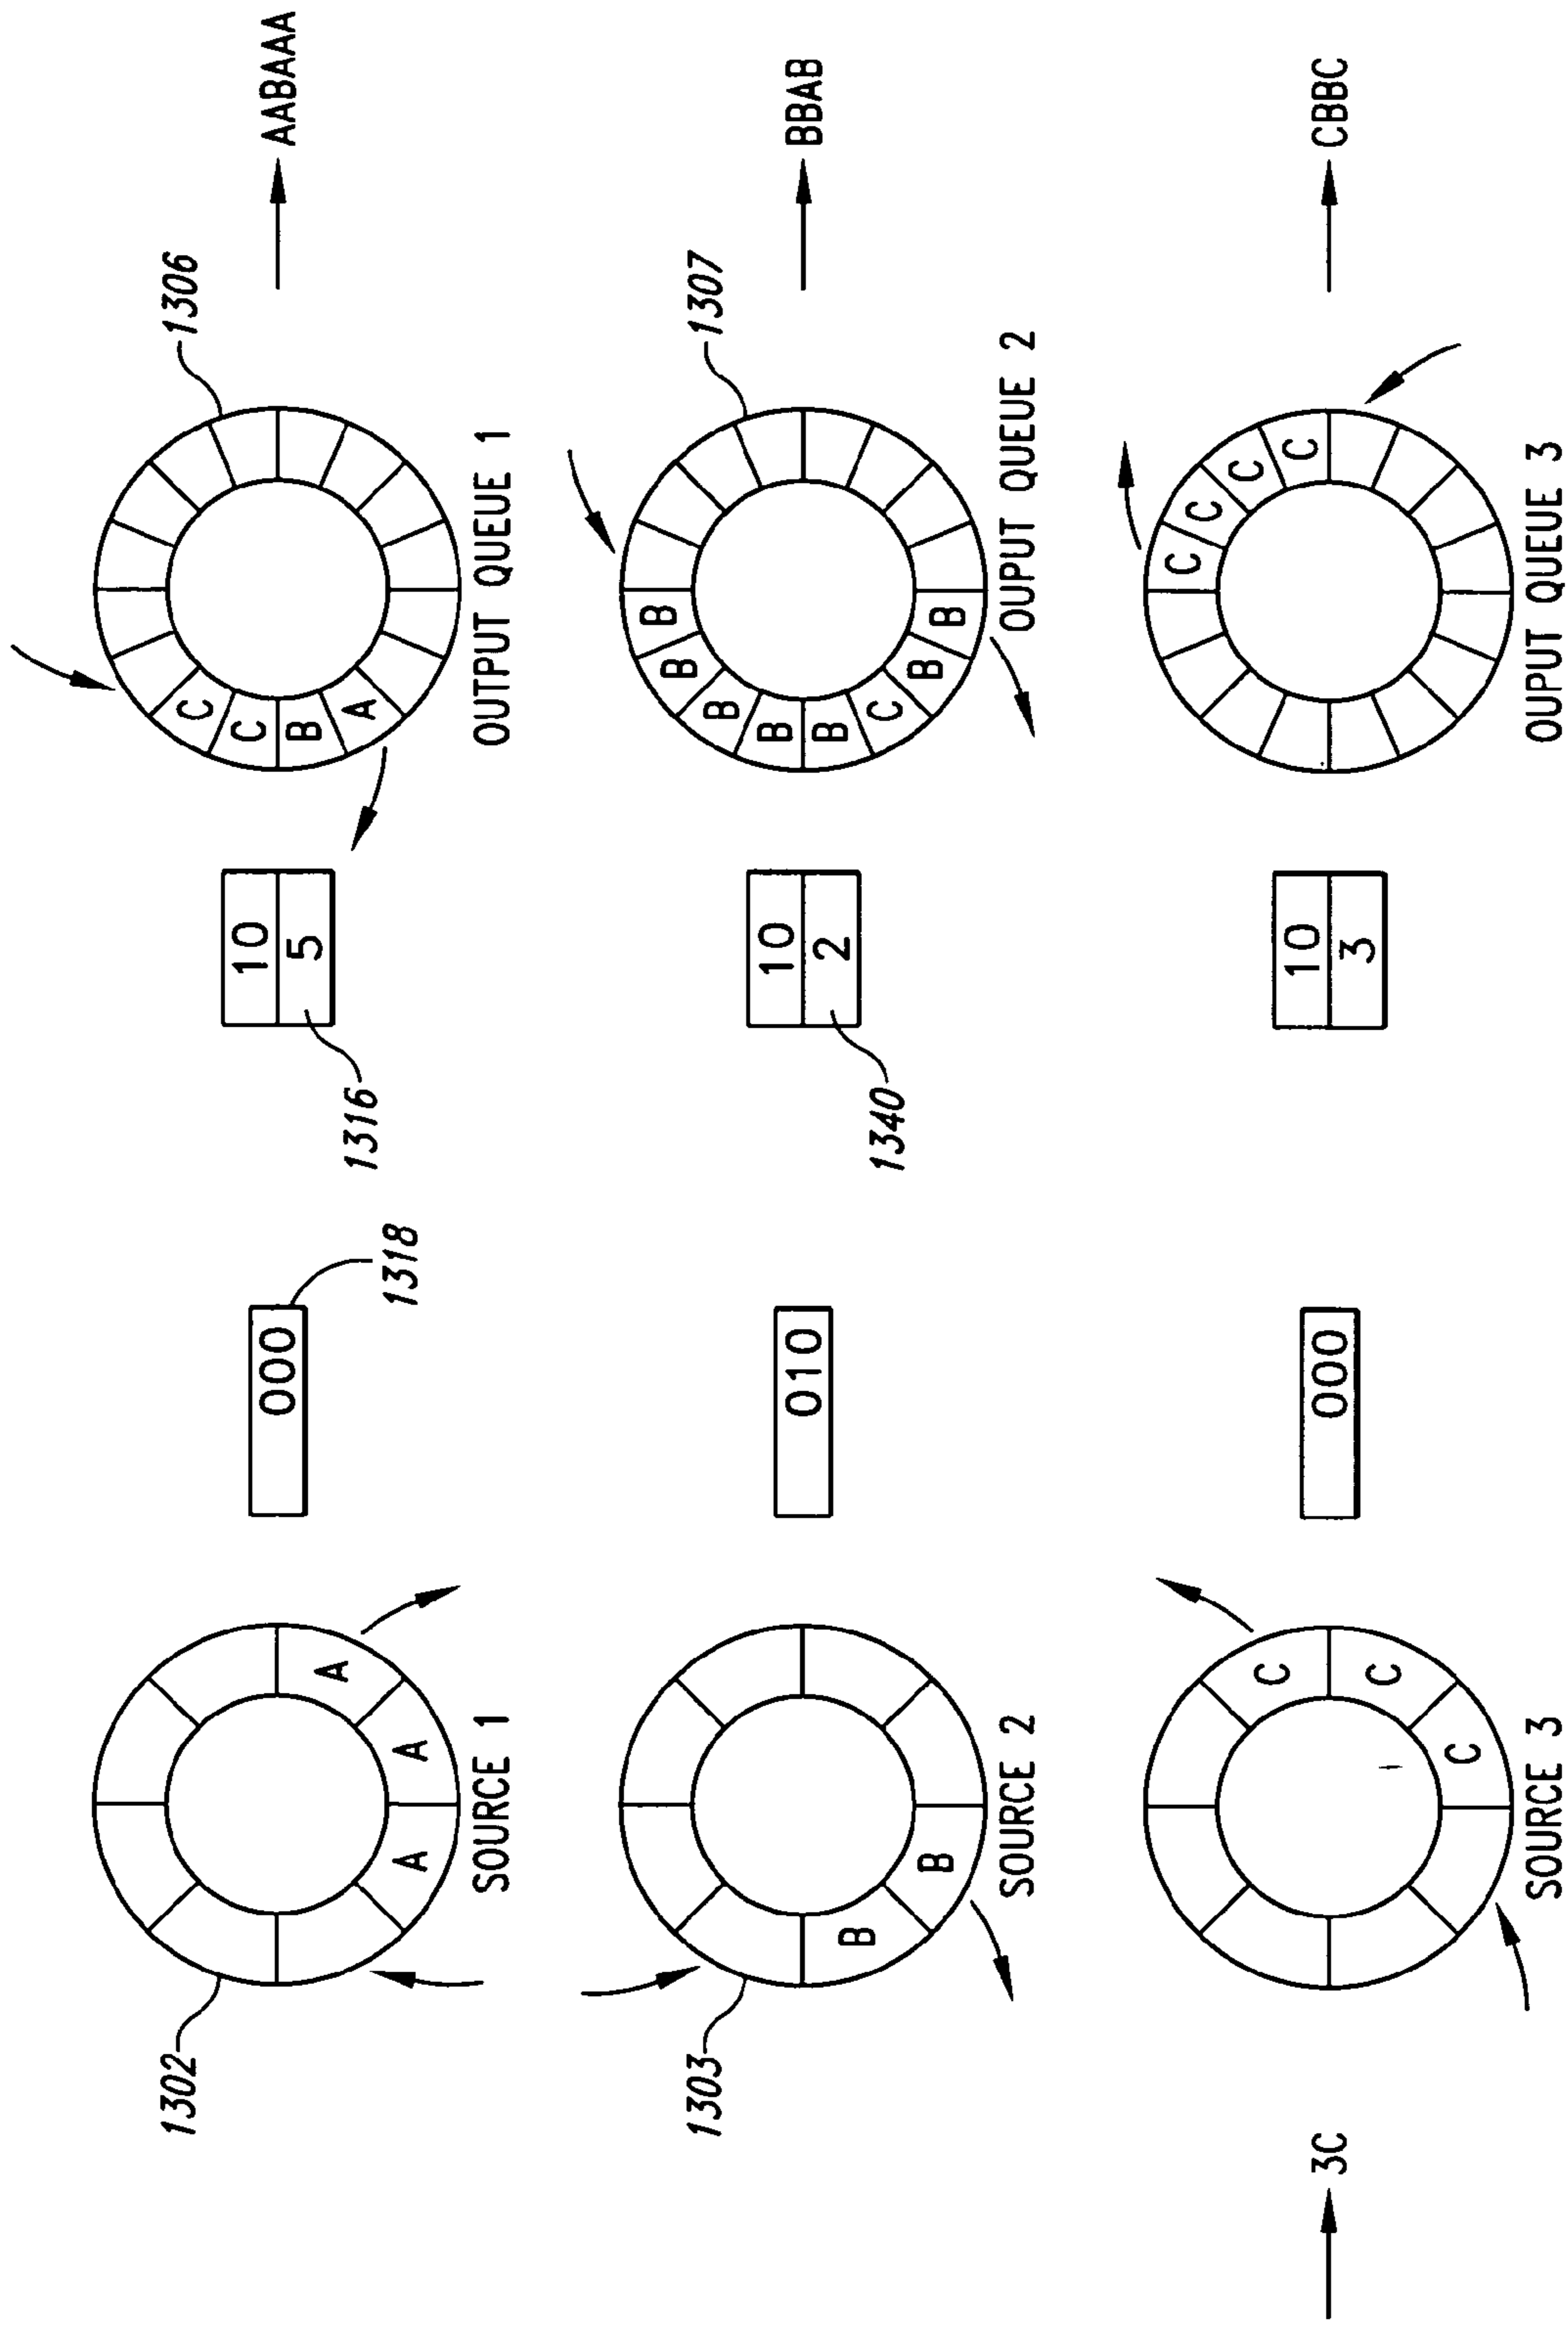 1302
A
A
A
SOURCE 1
000
1318
10
5
1316
1306
C
C
B
A
OUTPUT QUEUE 1
AABAAA
1303
B
B
SOURCE 2
010
10
2
1340
1307
B
B
B
B
B
C
B
B
OUPUT QUEUE 2
BBAB
3C
C
C
C
SOURCE 3
000
10
3
C
C
C
C
OUPUT QUEUE 3
CBBC